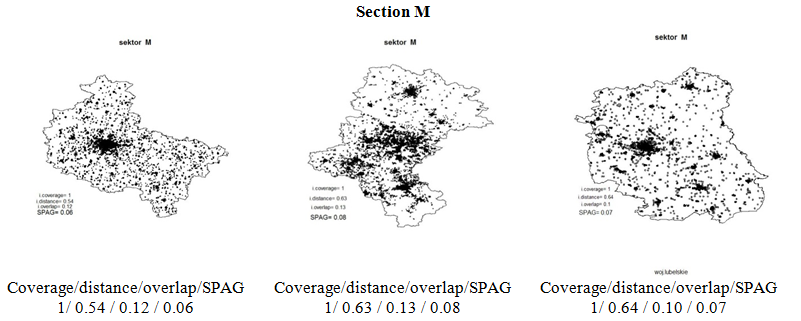 Section M
sektor M
i.coverage= 1
i.distance= 0.54
i.overlap= 0.12
SPAG= 0.06
Coverage/distance/overlap/SPAG
1/ 0.54 / 0.12 / 0.06
sektor M
i.coverage= 1
i.distance= 0.63
i.overlap= 0.13
SPAG= 0.08
Coverage/distance/overlap/SPAG
1/ 0.63 / 0.13 / 0.08
sektor M
i.coverage= 1
i.distance= 0.64
i.overlap= 0.1
SPAG= 0.07
woj.lubelskie
Coverage/distance/overlap/SPAG
1/ 0.64 / 0.10 / 0.07